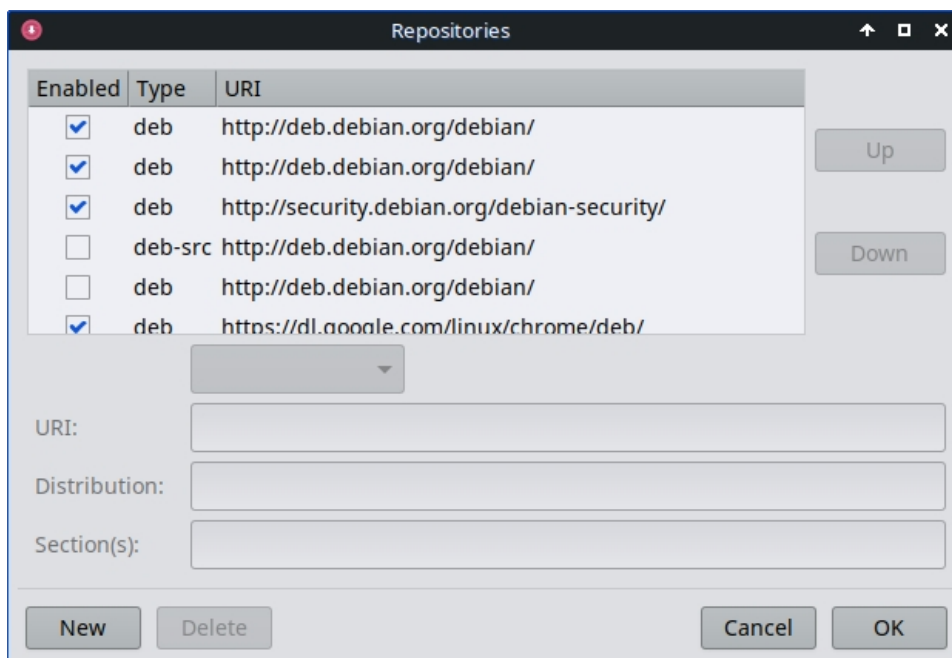 Repositories
Enabled Type URI
deb http://deb.debian.org/debian/
deb http://deb.debian.org/debian/
deb http://security.debian.org/debian-security/
deb-src http://deb.debian.org/debian/
deb http://deb.debian.org/debian/
deb https://dl.google.com/linux/chrome/deb/
Up
Down
URI:
Distribution:
Section(s):
New Delete Cancel OK